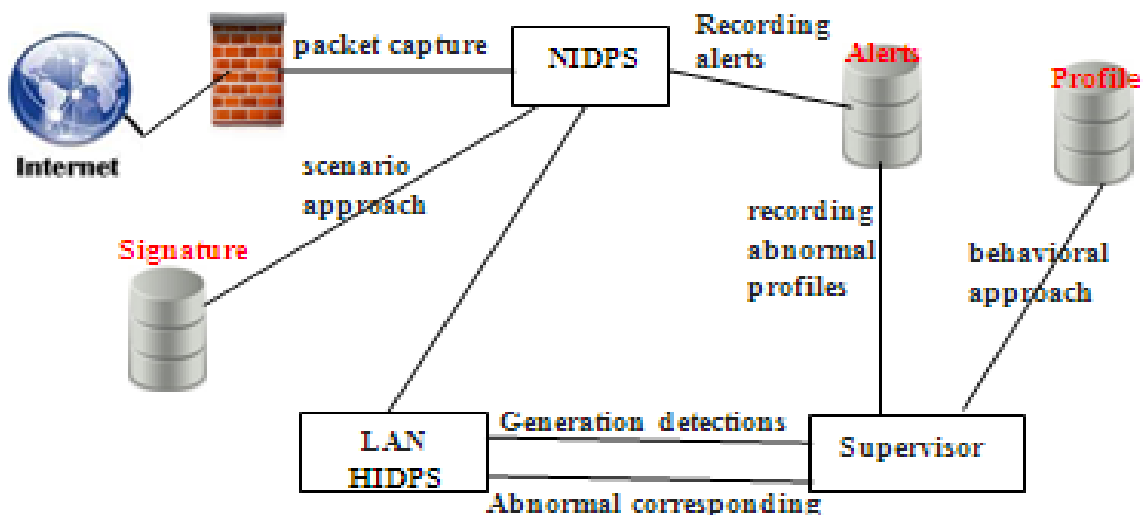 packet capture
NIDPS
Recording
alerts
Alerts
Profile
Internet
scenario
approach
Signature
recording
abnormal
profiles
behavioral
approach
LAN
HIDPS
Generation detections
Supervisor
Abnormal corresponding